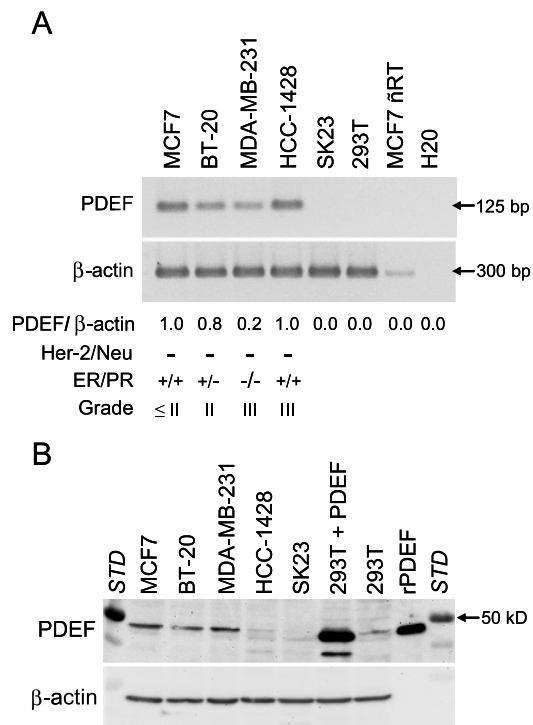 A
MCF7 BT-20 MDA-MB-231 HCC-1428 SK23 293T MCF7 ñRT H20
PDEF 125 bp
β-actin 300 bp
PDEF/ β-actin 1.0 0.8 0.2 1.0 0.0 0.0 0.0 0.0
Her-2/Neu - - - -
ER/PR +/+ +/- -/- +/+
Grade ≤ II II III III
B
STD MCF7 BT-20 MDA-MB-231 HCC-1428 SK23 293T + PDEF 293T rPDEF STD
PDEF 50 kD
β-actin